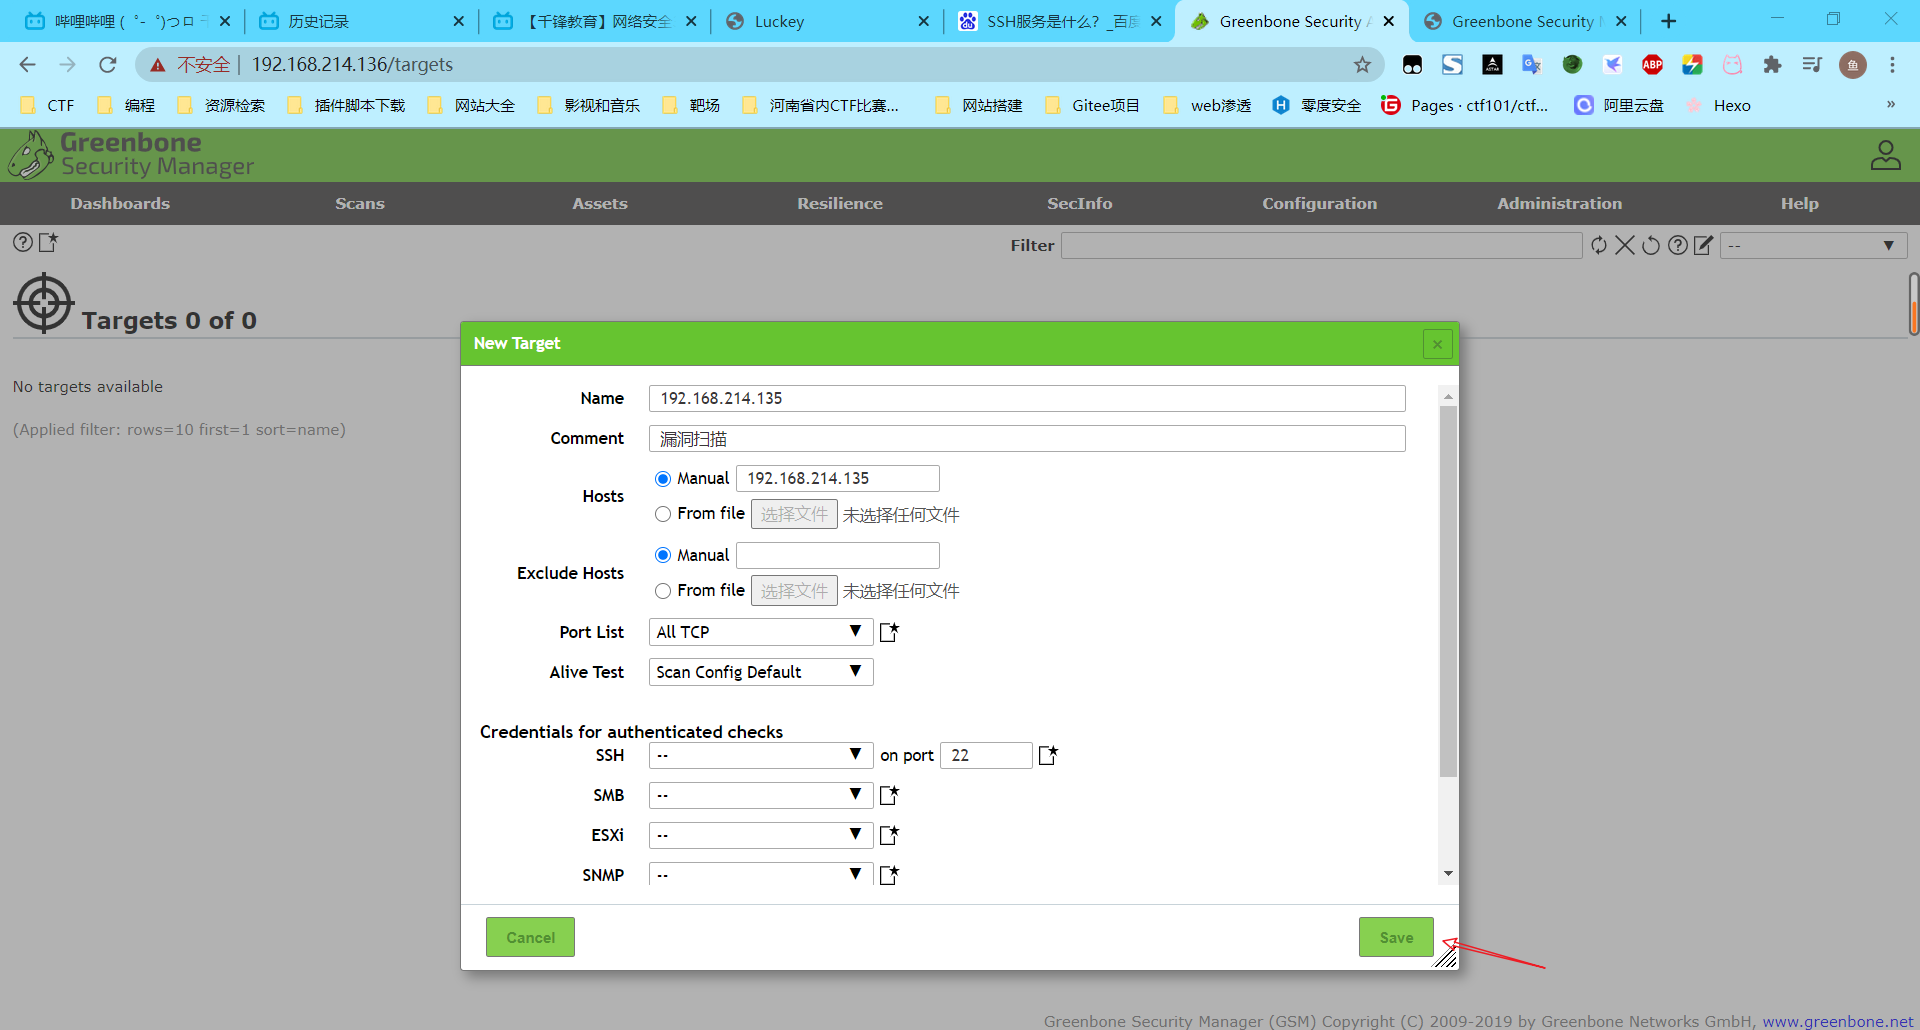 哔哩哔哩 (゜-゜)つロ 干
历史记录
【千锋教育】网络安全
Luckey
SSH服务是什么？_百度
Greenbone Security A
Greenbone Security M
不安全 | 192.168.214.136/targets
CTF
编程
资源检索
插件脚本下载
网站大全
影视和音乐
靶场
河南省内CTF比赛...
网站搭建
Gitee项目
web渗透
零度安全
Pages · ctf101/ctf...
阿里云盘
Hexo
»
Greenbone
Security Manager
Dashboards
Scans
Assets
Resilience
SecInfo
Configuration
Administration
Help
Filter
--
Targets 0 of 0
No targets available
(Applied filter: rows=10 first=1 sort=name)
New Target
Name 192.168.214.135
Comment 漏洞扫描
Hosts
Manual 192.168.214.135
From file 选择文件 未选择任何文件
Exclude Hosts
Manual
From file 选择文件 未选择任何文件
Port List All TCP
Alive Test Scan Config Default
Credentials for authenticated checks
SSH -- on port 22
SMB --
ESXi --
SNMP --
Cancel
Save
Greenbone Security Manager (GSM) Copyright (C) 2009-2019 by Greenbone Networks GmbH, www.greenbone.net